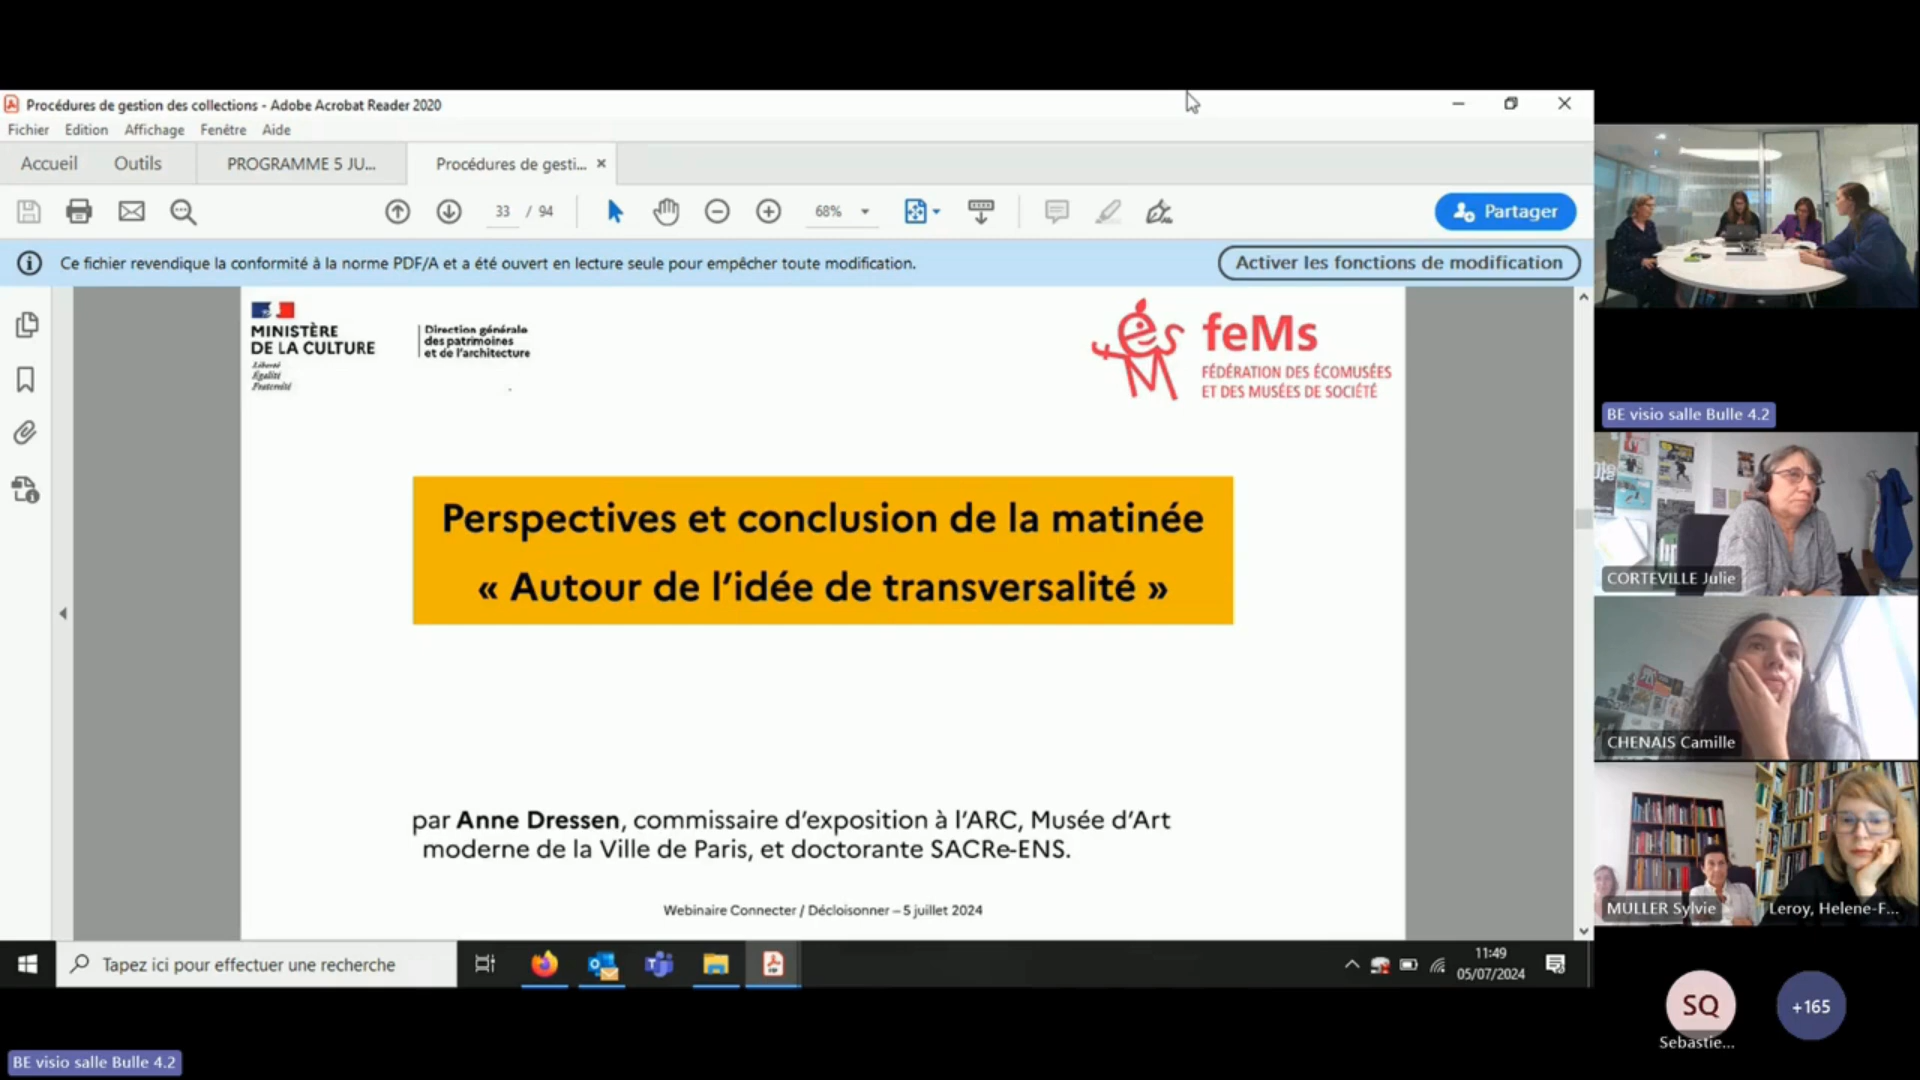 Procédures de gestion des collections - Adobe Acrobat Reader 2020
Fichier Edition Affichage Fenêtre Aide
Accueil Outils PROGRAMME 5 JU... Procédures de gesti... ×
33 / 94 68% Partager
Ce fichier revendique la conformité à la norme PDF/A et a été ouvert en lecture seule pour empêcher toute modification. Activer les fonctions de modification
MINISTÈRE
DE LA CULTURE
Liberté
Égalité
Fraternité
Direction générale
des patrimoines
et de l'architecture
feMs
FÉDÉRATION DES ÉCOMUSÉES
ET DES MUSÉES DE SOCIÉTÉ
Perspectives et conclusion de la matinée
« Autour de l'idée de transversalité »
par Anne Dressen, commissaire d'exposition à l'ARC, Musée d'Art
moderne de la Ville de Paris, et doctorante SACRe-ENS.
Webinaire Connecter / Décloisonner – 5 juillet 2024
Tapez ici pour effectuer une recherche
11:49
05/07/2024
BE visio salle Bulle 4.2
CORTEVILLE Julie
CHENAIS Camille
MULLER Sylvie
Leroy, Helene-F...
SQ
Sebastie...
+165
BE visio salle Bulle 4.2